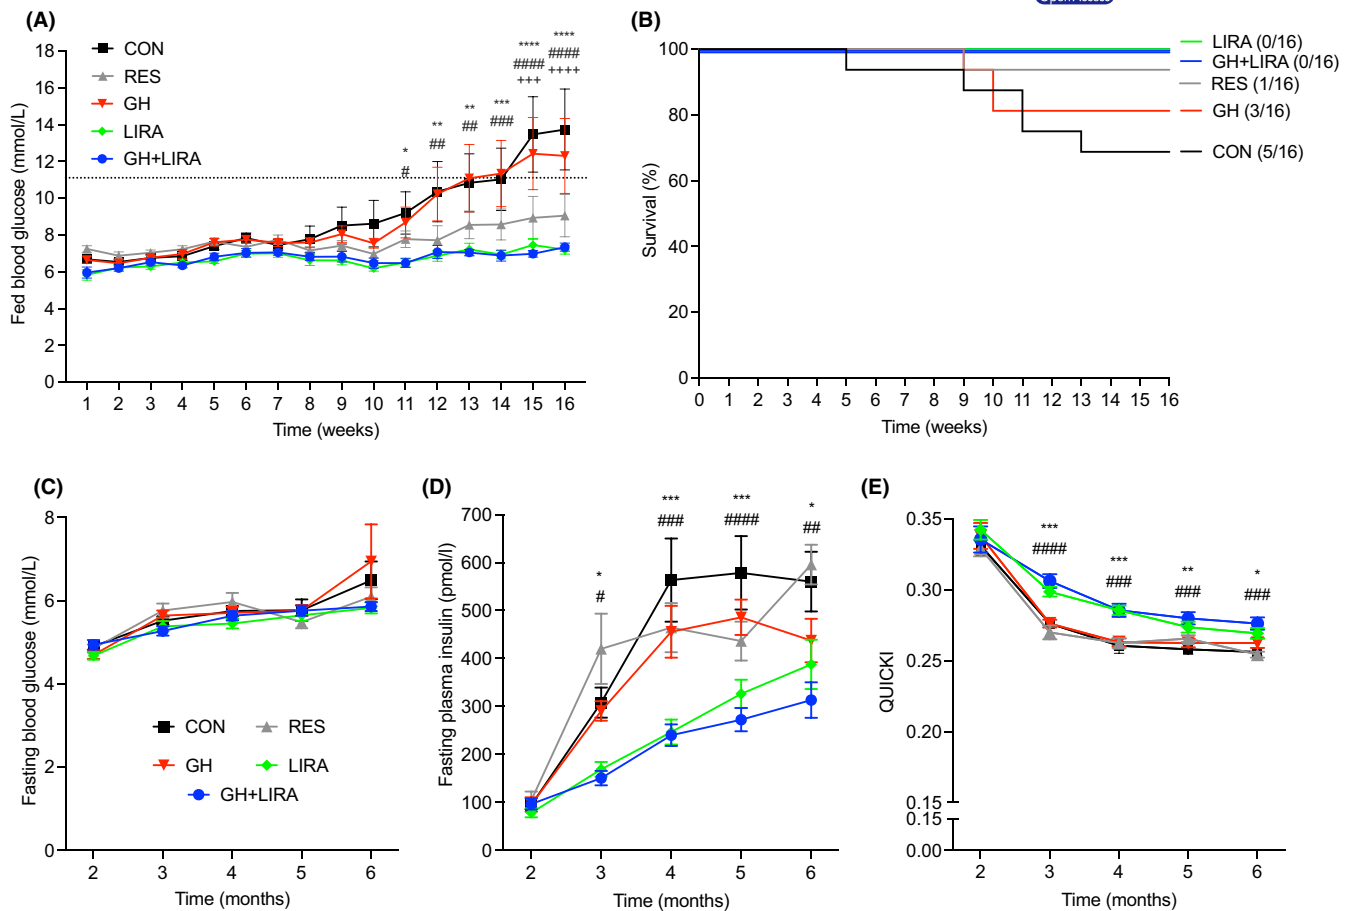 Open Access
(A)
18
16
14
12
10
8
6
4
2
0
Fed blood glucose (mmol/L)
CON
RES
GH
LIRA
GH+LIRA
*
#
**
##
**
##
***
###
****
####
+++
****
####
++++
1 2 3 4 5 6 7 8 9 10 11 12 13 14 15 16
Time (weeks)
(B)
100
80
60
40
20
0
Survival (%)
LIRA (0/16)
GH+LIRA (0/16)
RES (1/16)
GH (3/16)
CON (5/16)
0 1 2 3 4 5 6 7 8 9 10 11 12 13 14 15 16
Time (weeks)
(C)
8
6
4
2
0
Fasting blood glucose (mmol/L)
CON
RES
GH
LIRA
GH+LIRA
2 3 4 5 6
Time (months)
(D)
700
600
500
400
300
200
100
0
Fasting plasma insulin (pmol/l)
*
#
***
###
***
####
*
##
2 3 4 5 6
Time (months)
(E)
0.35
0.30
0.25
0.20
0.15
0.15
0.00
QUICKI
***
####
***
###
**
###
*
###
2 3 4 5 6
Time (months)